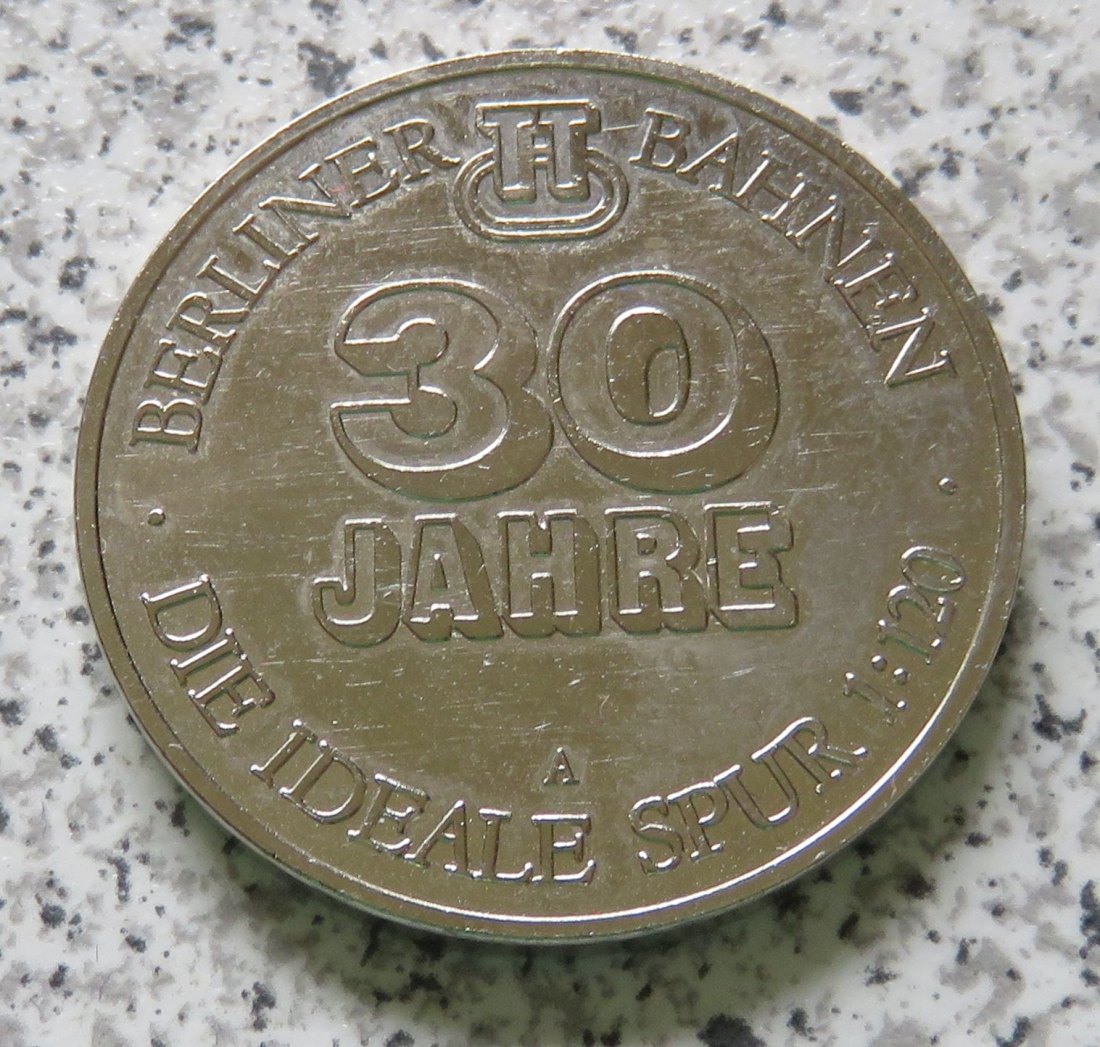 BERLINER TT BAHNEN
30
JAHRE
A
· DIE IDEALE SPUR 1:120 ·